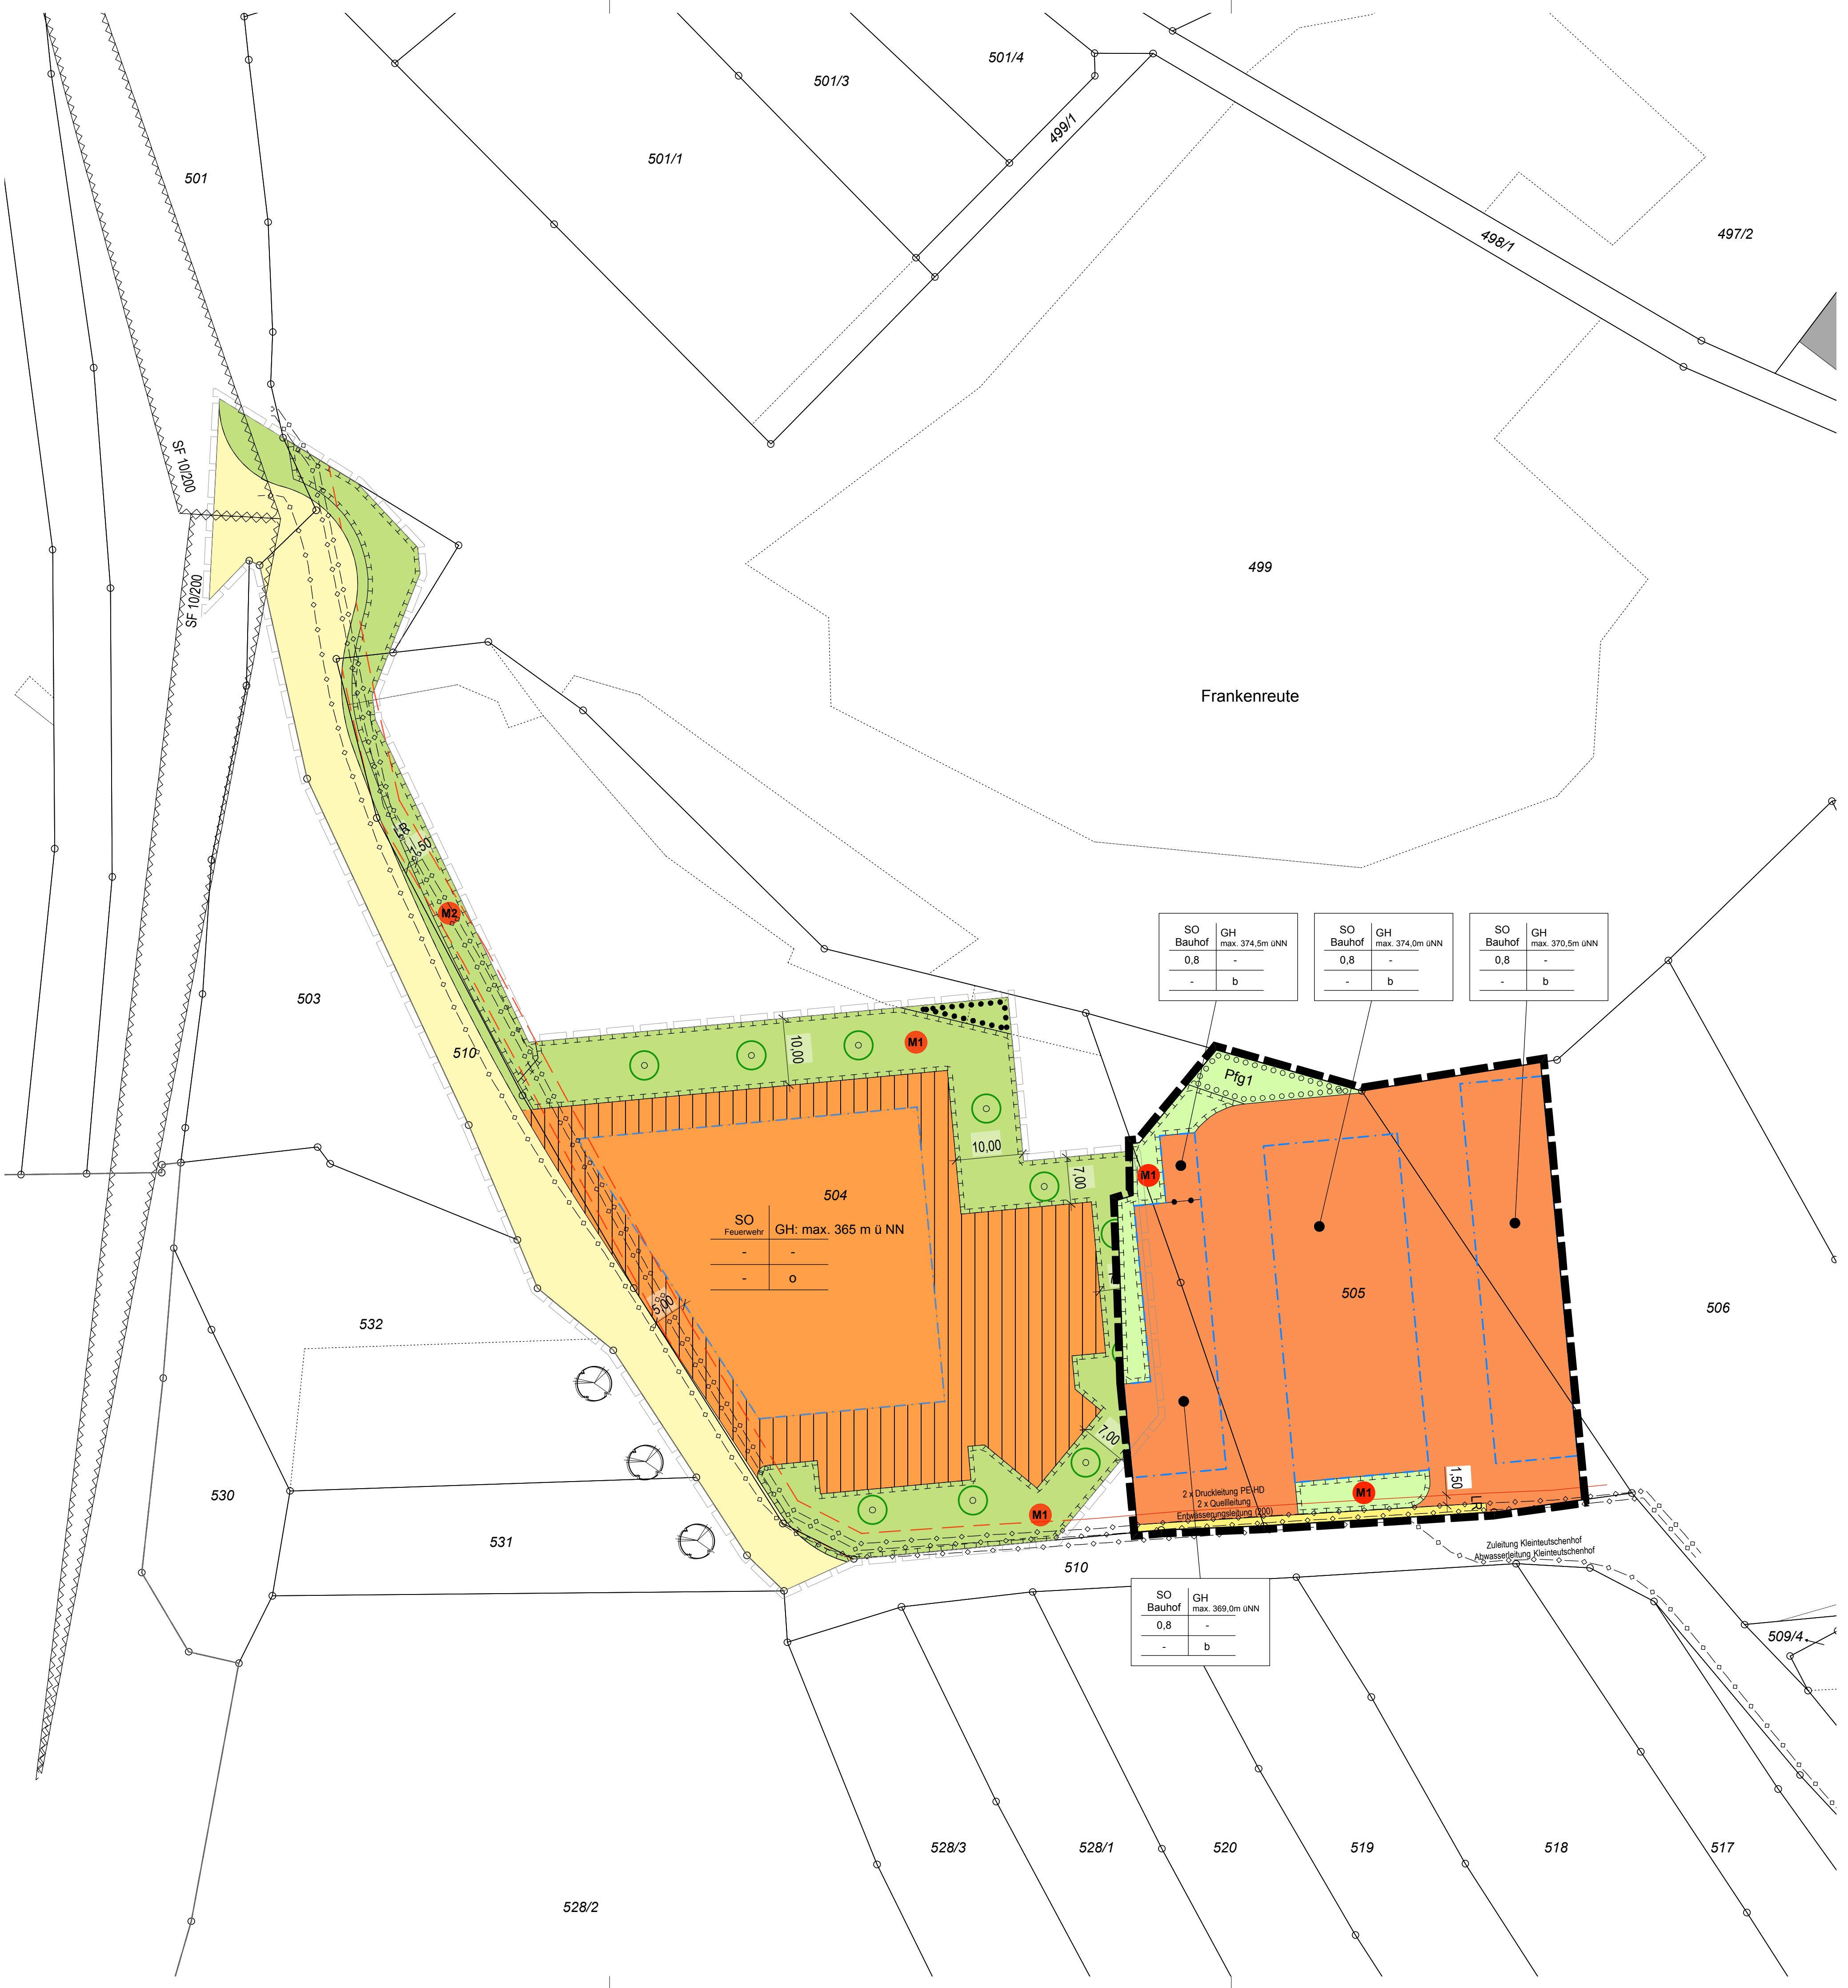 501/4
501/3
499/1
501/1
501
498/1
497/2
SF 10/200
499
SF 10/200
Frankenreute
LR
1,50
M2
SO
Bauhof
GH
max. 374,5m üNN
0,8
-
-
b
SO
Bauhof
GH
max. 374,0m üNN
0,8
-
-
b
SO
Bauhof
GH
max. 370,5m üNN
0,8
-
-
b
503
510
10,00
M1
Pfg1
10,00
7,00
M1
504
SO
Feuerwehr
GH: max. 365 m ü NN
-
-
-
o
5,00
505
506
532
7,00
1,50
LR
530
2 x Druckleitung PE-HD
2 x Quellleitung
Entwässerungsleitung (200)
M1
M1
531
Zuleitung Kleinteutschenhof
Abwasserleitung Kleinteutschenhof
510
SO
Bauhof
GH
max. 369,0m üNN
0,8
-
-
b
509/4
528/3
528/1
520
519
518
517
528/2